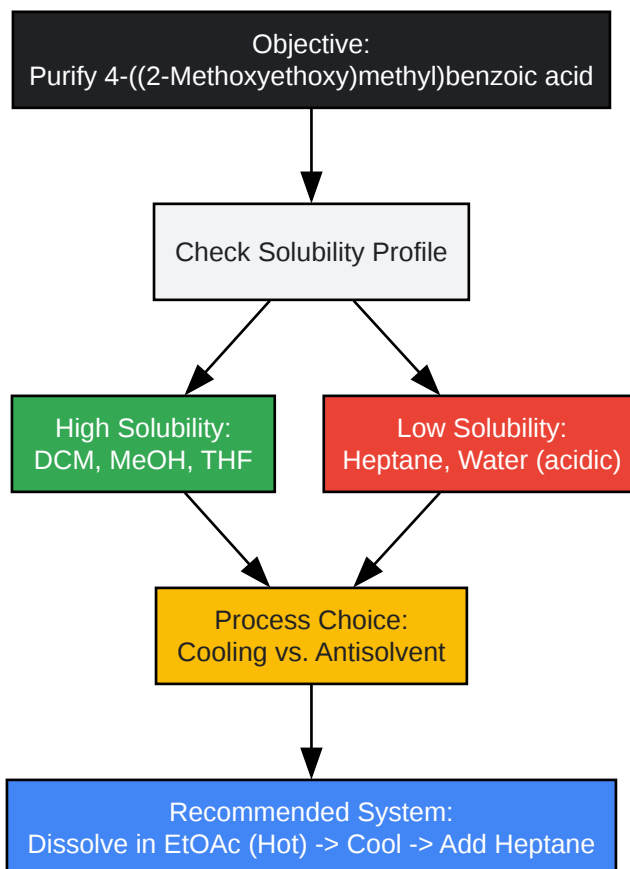 Objective:
Purify 4-((2-Methoxyethoxy)methyl)benzoic acid
Check Solubility Profile
High Solubility:
DCM, MeOH, THF
Low Solubility:
Heptane, Water (acidic)
Process Choice:
Cooling vs. Antisolvent
Recommended System:
Dissolve in EtOAc (Hot) -> Cool -> Add Heptane